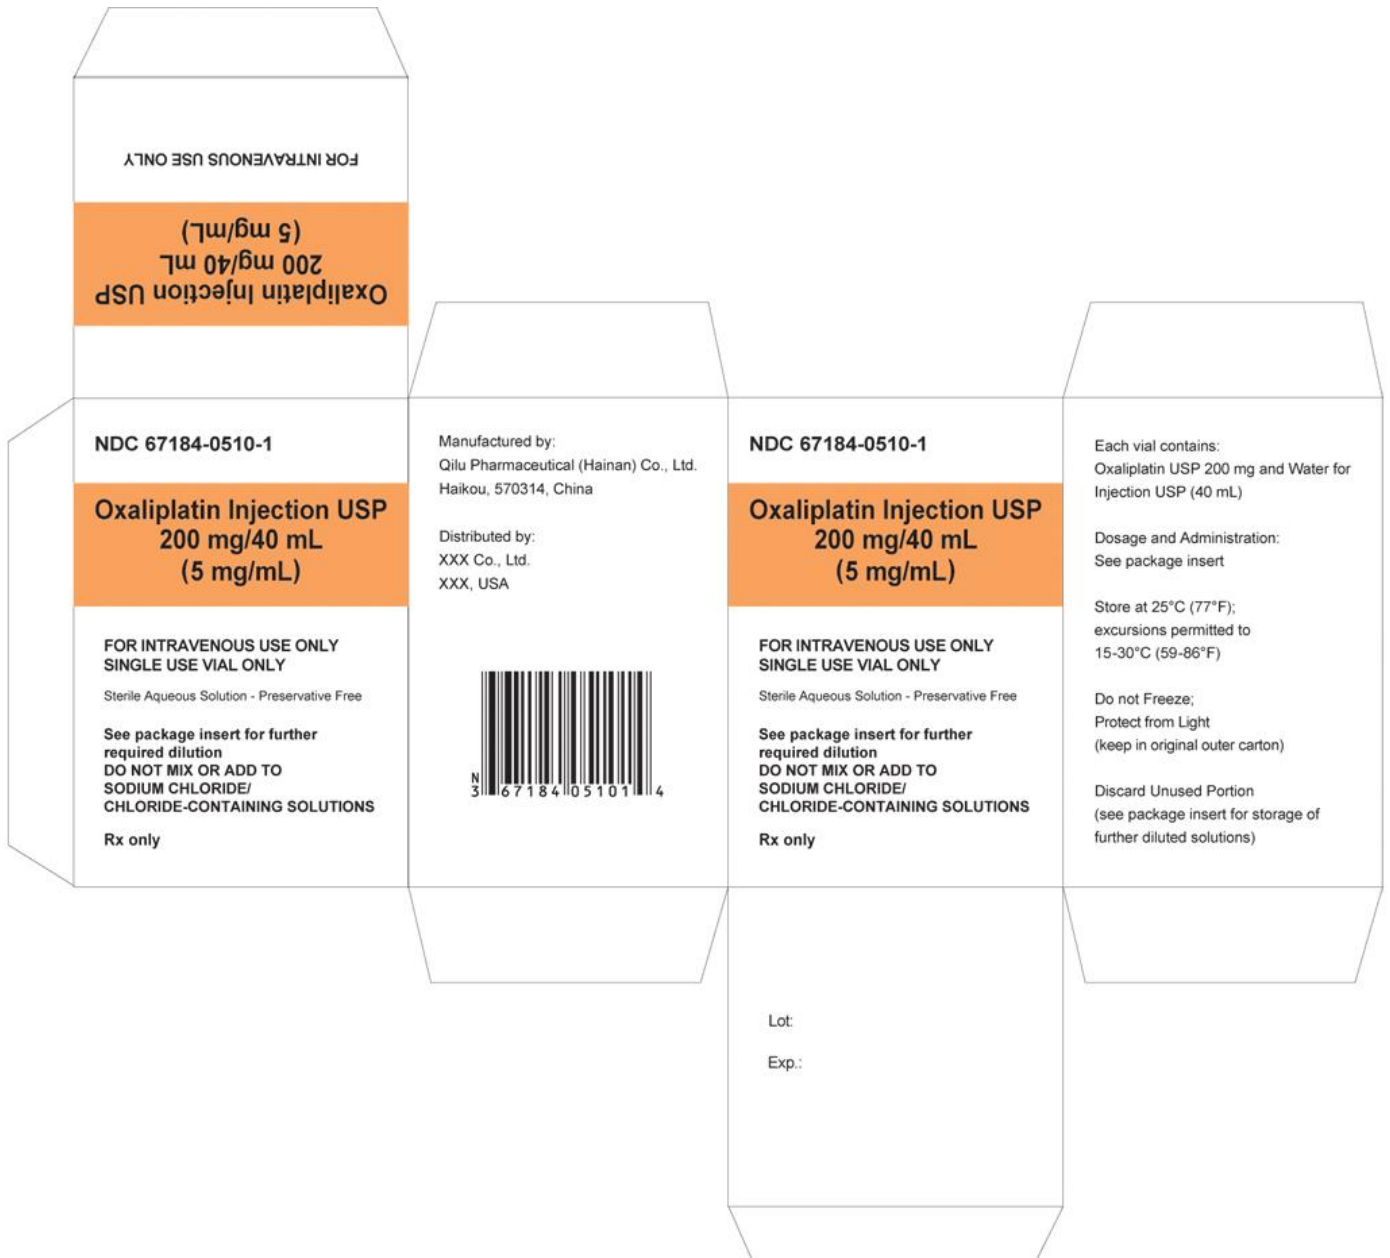 FOR INTRAVENOUS USE ONLY
Oxaliplatin Injection USP
200 mg/40 mL
(5 mg/mL)
NDC 67184-0510-1
Oxaliplatin Injection USP
200 mg/40 mL
(5 mg/mL)
FOR INTRAVENOUS USE ONLY
SINGLE USE VIAL ONLY
Sterile Aqueous Solution - Preservative Free
See package insert for further
required dilution
DO NOT MIX OR ADD TO
SODIUM CHLORIDE/
CHLORIDE-CONTAINING SOLUTIONS
Rx only
Manufactured by:
Qilu Pharmaceutical (Hainan) Co., Ltd.
Haikou, 570314, China
Distributed by:
XXX Co., Ltd.
XXX, USA
N
3 67184 05101 4
NDC 67184-0510-1
Oxaliplatin Injection USP
200 mg/40 mL
(5 mg/mL)
FOR INTRAVENOUS USE ONLY
SINGLE USE VIAL ONLY
Sterile Aqueous Solution - Preservative Free
See package insert for further
required dilution
DO NOT MIX OR ADD TO
SODIUM CHLORIDE/
CHLORIDE-CONTAINING SOLUTIONS
Rx only
Each vial contains:
Oxaliplatin USP 200 mg and Water for
Injection USP (40 mL)
Dosage and Administration:
See package insert
Store at 25°C (77°F);
excursions permitted to
15-30°C (59-86°F)
Do not Freeze;
Protect from Light
(keep in original outer carton)
Discard Unused Portion
(see package insert for storage of
further diluted solutions)
Lot:
Exp.: